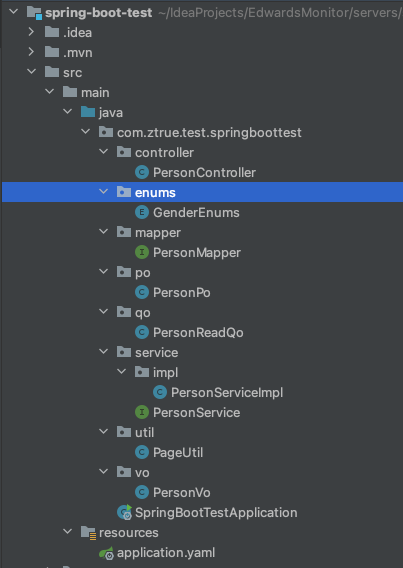 spring-boot-test ~/IdeaProjects/EdwardsMonitor/servers/
.idea
.mvn
src
main
java
com.ztrue.test.springboottest
controller
C PersonController
enums
E GenderEnums
mapper
I PersonMapper
po
C PersonPo
qo
C PersonReadQo
service
impl
C PersonServiceImpl
I PersonService
util
C PageUtil
vo
C PersonVo
SpringBootTestApplication
resources
application.yaml